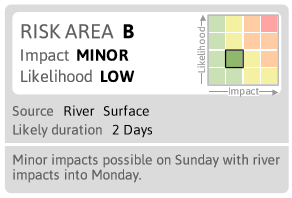 RISK AREA B
Impact MINOR
Likelihood LOW
Likelihood
Impact
Source River Surface
Likely duration 2 Days
Minor impacts possible on Sunday with river
impacts into Monday.